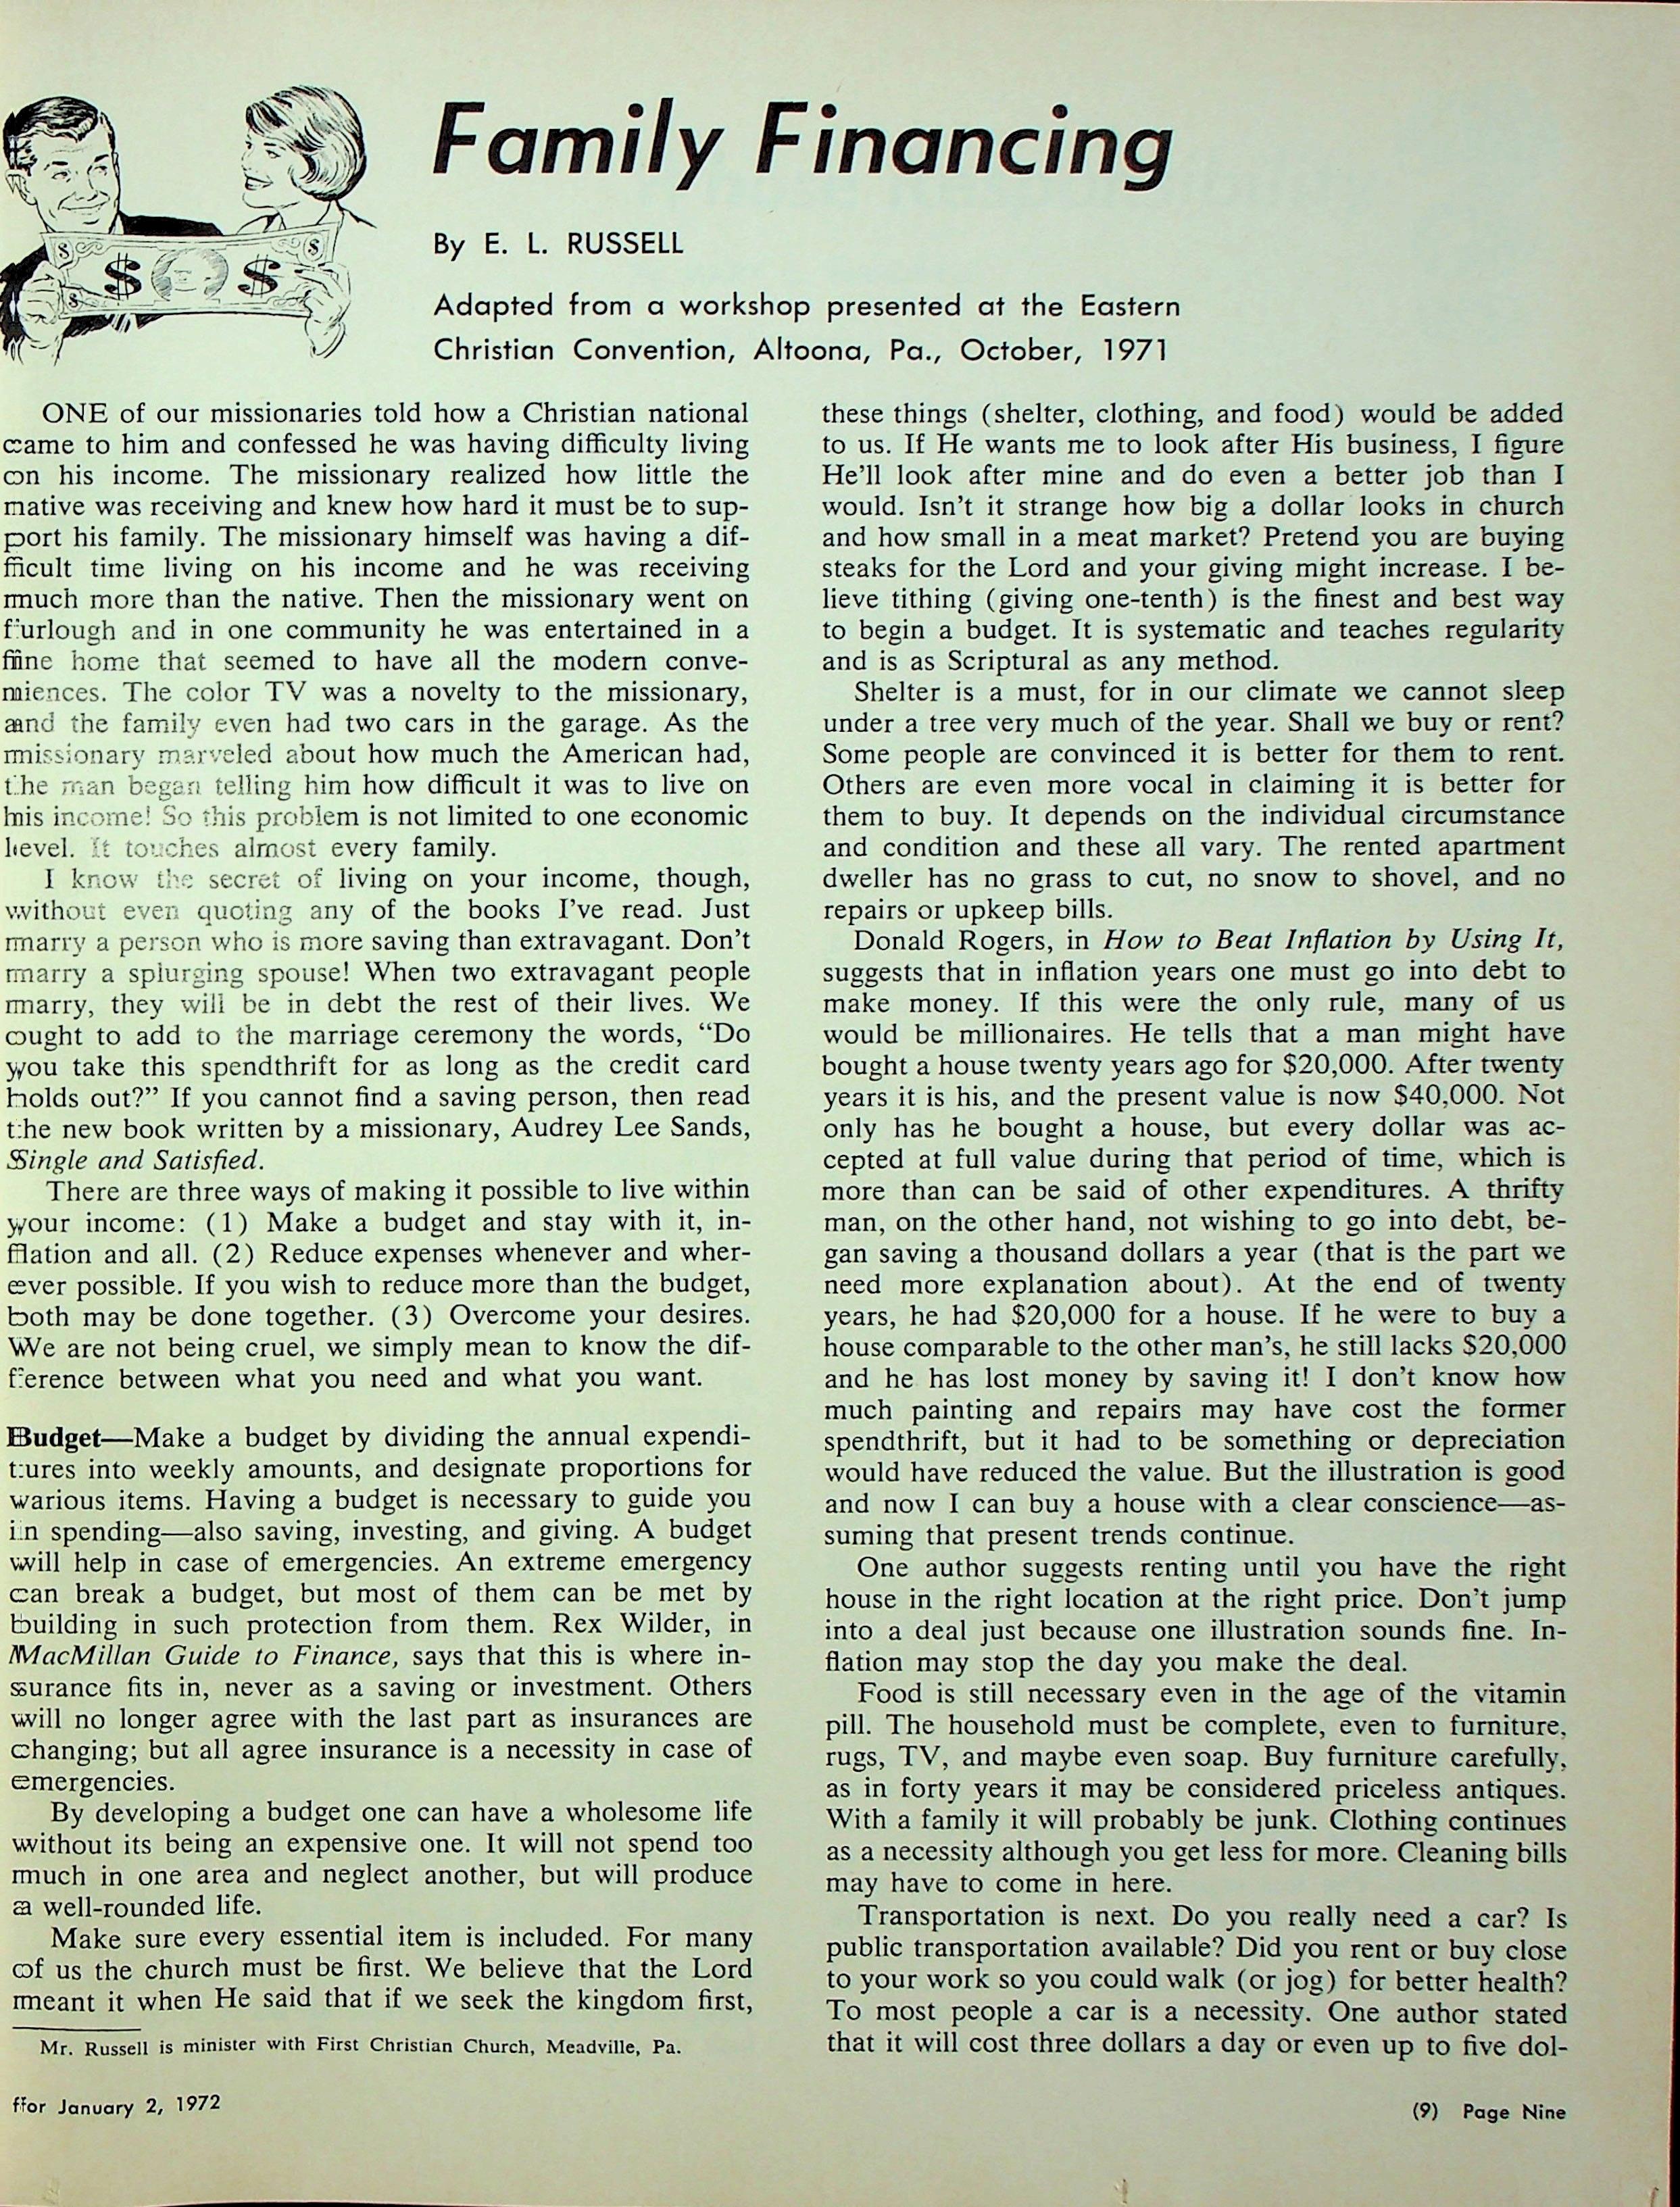 Family Financing
By E. L. RUSSELL
Adapted from a workshop presented at the Eastern
Christian Convention, Altoona, Pa., October, 1971
ONE of our missionaries told how a Christian national
came to him and confessed he was having difficulty living
on his income. The missionary realized how little the
native was receiving and knew how hard it must be to sup-
port his family. The missionary himself was having a dif-
ficult time living on his income and he was receiving
much more than the native. Then the missionary went on
furlough and in one community he was entertained in a
fine home that seemed to have all the modern conve-
niences. The color TV was a novelty to the missionary,
and the family even had two cars in the garage. As the
missionary marveled about how much the American had,
the man began telling him how difficult it was to live on
his income! So this problem is not limited to one economic
level. It touches almost every family.
I know the secret of living on your income, though,
without even quoting any of the books I've read. Just
marry a person who is more saving than extravagant. Don't
marry a splurging spouse! When two extravagant people
marry, they will be in debt the rest of their lives. We
ought to add to the marriage ceremony the words, "Do
you take this spendthrift for as long as the credit card
holds out?" If you cannot find a saving person, then read
the new book written by a missionary, Audrey Lee Sands,
Single and Satisfied.
There are three ways of making it possible to live within
your income: (1) Make a budget and stay with it, in-
flation and all. (2) Reduce expenses whenever and wher-
ever possible. If you wish to reduce more than the budget,
both may be done together. (3) Overcome your desires.
We are not being cruel, we simply mean to know the dif-
ference between what you need and what you want.
Budget—Make a budget by dividing the annual expendi-
tures into weekly amounts, and designate proportions for
various items. Having a budget is necessary to guide you
in spending—also saving, investing, and giving. A budget
will help in case of emergencies. An extreme emergency
can break a budget, but most of them can be met by
building in such protection from them. Rex Wilder, in
MacMillan Guide to Finance, says that this is where in-
surance fits in, never as a saving or investment. Others
will no longer agree with the last part as insurances are
changing; but all agree insurance is a necessity in case of
emergencies.
By developing a budget one can have a wholesome life
without its being an expensive one. It will not spend too
much in one area and neglect another, but will produce
a well-rounded life.
Make sure every essential item is included. For many
of us the church must be first. We believe that the Lord
meant it when He said that if we seek the kingdom first,
Mr. Russell is minister with First Christian Church, Meadville, Pa.
these things (shelter, clothing, and food) would be added
to us. If He wants me to look after His business, I figure
He'll look after mine and do even a better job than I
would. Isn't it strange how big a dollar looks in church
and how small in a meat market? Pretend you are buying
steaks for the Lord and your giving might increase. I be-
lieve tithing (giving one-tenth) is the finest and best way
to begin a budget. It is systematic and teaches regularity
and is as Scriptural as any method.
Shelter is a must, for in our climate we cannot sleep
under a tree very much of the year. Shall we buy or rent?
Some people are convinced it is better for them to rent.
Others are even more vocal in claiming it is better for
them to buy. It depends on the individual circumstance
and condition and these all vary. The rented apartment
dweller has no grass to cut, no snow to shovel, and no
repairs or upkeep bills.
Donald Rogers, in How to Beat Inflation by Using It,
suggests that in inflation years one must go into debt to
make money. If this were the only rule, many of us
would be millionaires. He tells that a man might have
bought a house twenty years ago for $20,000. After twenty
years it is his, and the present value is now $40,000. Not
only has he bought a house, but every dollar was ac-
cepted at full value during that period of time, which is
more than can be said of other expenditures. A thrifty
man, on the other hand, not wishing to go into debt, be-
gan saving a thousand dollars a year (that is the part we
need more explanation about). At the end of twenty
years, he had $20,000 for a house. If he were to buy a
house comparable to the other man's, he still lacks $20,000
and he has lost money by saving it! I don't know how
much painting and repairs may have cost the former
spendthrift, but it had to be something or depreciation
would have reduced the value. But the illustration is good
and now I can buy a house with a clear conscience—as-
suming that present trends continue.
One author suggests renting until you have the right
house in the right location at the right price. Don't jump
into a deal just because one illustration sounds fine. In-
flation may stop the day you make the deal.
Food is still necessary even in the age of the vitamin
pill. The household must be complete, even to furniture,
rugs, TV, and maybe even soap. Buy furniture carefully,
as in forty years it may be considered priceless antiques.
With a family it will probably be junk. Clothing continues
as a necessity although you get less for more. Cleaning bills
may have to come in here.
Transportation is next. Do you really need a car? Is
public transportation available? Did you rent or buy close
to your work so you could walk (or jog) for better health?
To most people a car is a necessity. One author stated
that it will cost three dollars a day or even up to five dol-
for January 2, 1972
(9) Page Nine